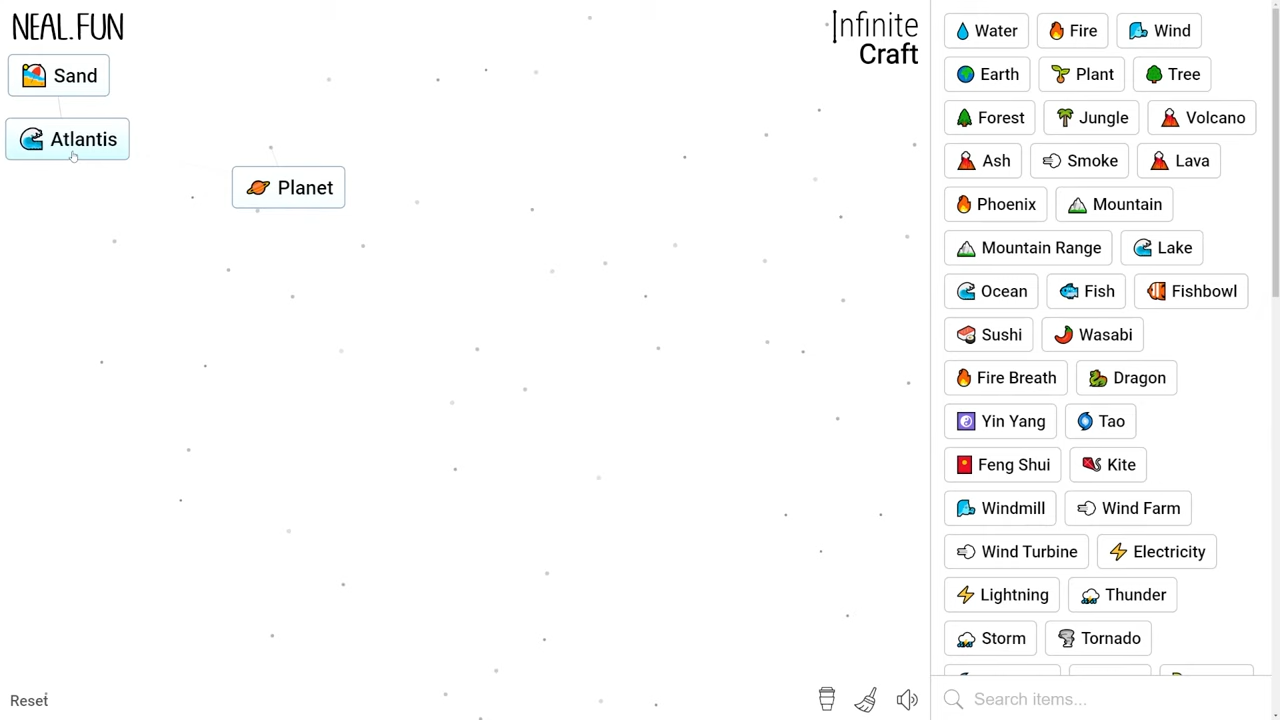 NEAL.FUN
Infinite
Craft
Sand
Atlantis
Planet
Reset
Water
Fire
Wind
Earth
Plant
Tree
Forest
Jungle
Volcano
Ash
Smoke
Lava
Phoenix
Mountain
Mountain Range
Lake
Ocean
Fish
Fishbowl
Sushi
Wasabi
Fire Breath
Dragon
Yin Yang
Tao
Feng Shui
Kite
Windmill
Wind Farm
Wind Turbine
Electricity
Lightning
Thunder
Storm
Tornado
Search items...